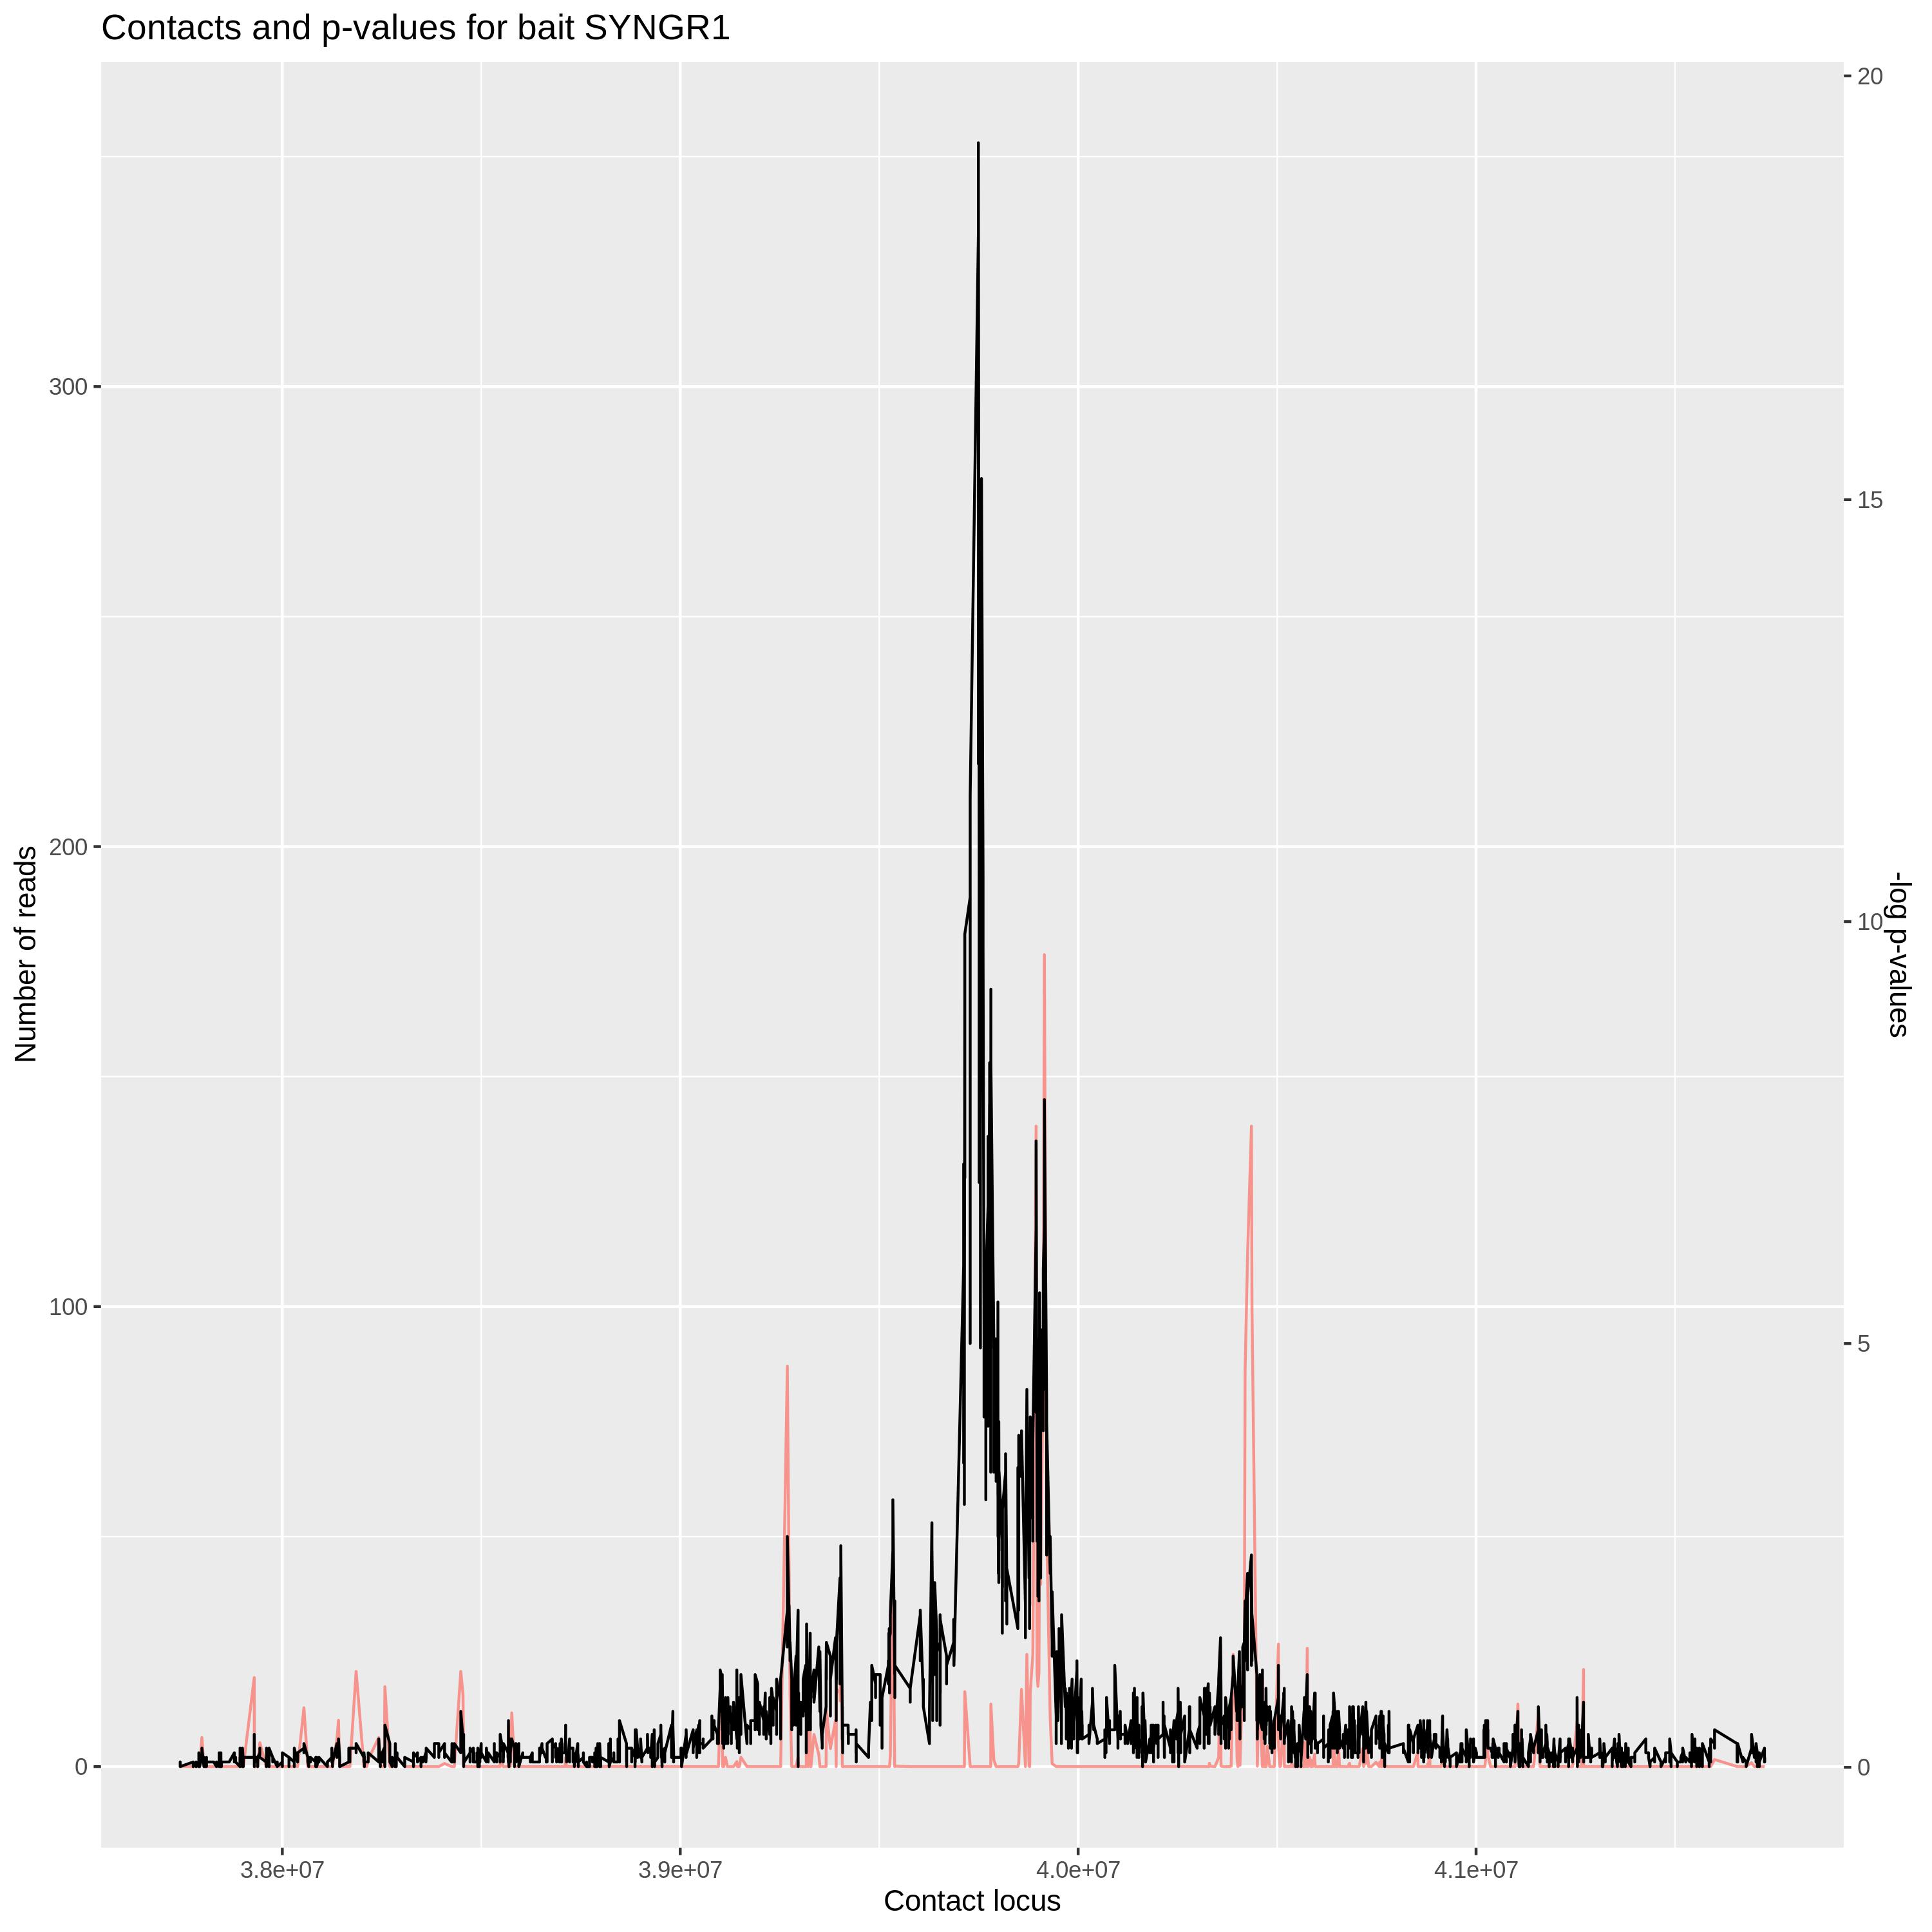 Contacts and p-values for bait SYNGR1
Number of reads
300
200
100
0
20
15
10
5
0
-log p-values
3.8e+07
3.9e+07
4.0e+07
4.1e+07
Contact locus